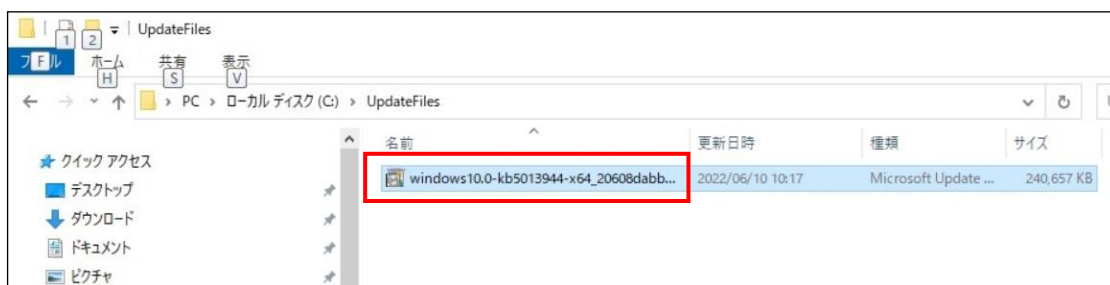 UpdateFiles
1 2
ファイル ホーム 共有 表示
F H S V
PC › ローカル ディスク (C:) › UpdateFiles
名前 更新日時 種類 サイズ
クイック アクセス
windows10.0-kb5013944-x64_20608dabb... 2022/06/10 10:17 Microsoft Update ... 240,657 KB
デスクトップ
ダウンロード
ドキュメント
ピクチャ